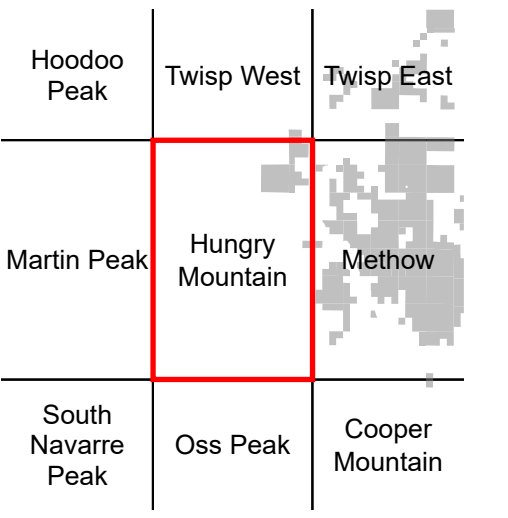 Hoodoo
Peak
Twisp West
Twisp East
Martin Peak
Hungry
Mountain
Methow
South
Navarre
Peak
Oss Peak
Cooper
Mountain